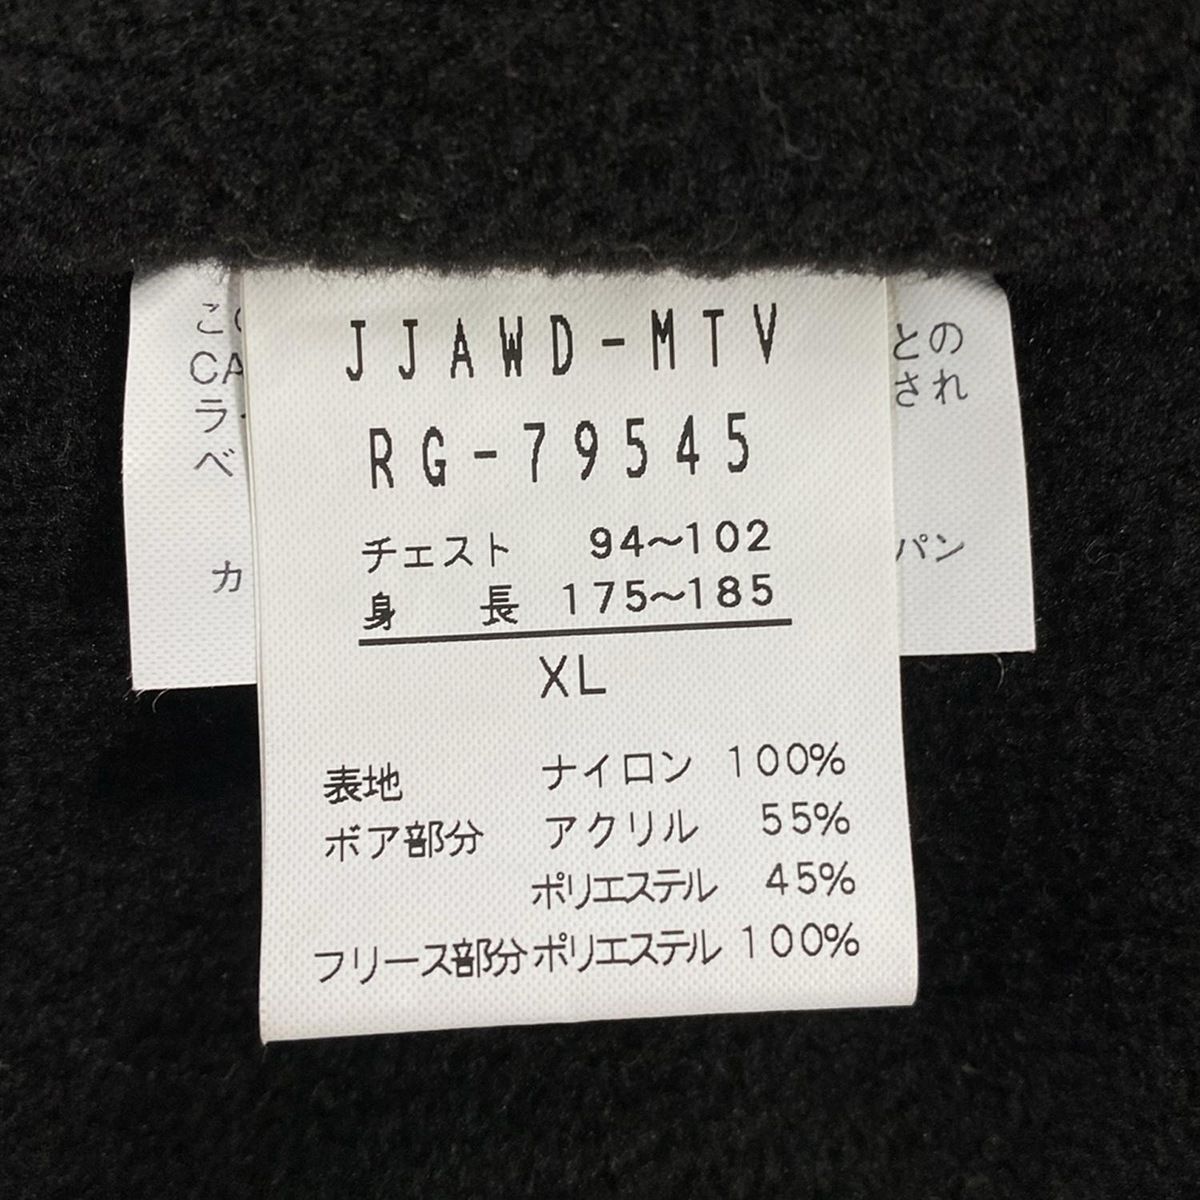 JJAWD-MTV
RG-79545
チェスト 94～102
身長 175～185
XL
表地 ナイロン 100%
ボア部分 アクリル 55%
ポリエステル 45%
フリース部分 ポリエステル 100%
こ との
CA され
ラ
ベ
カ パン